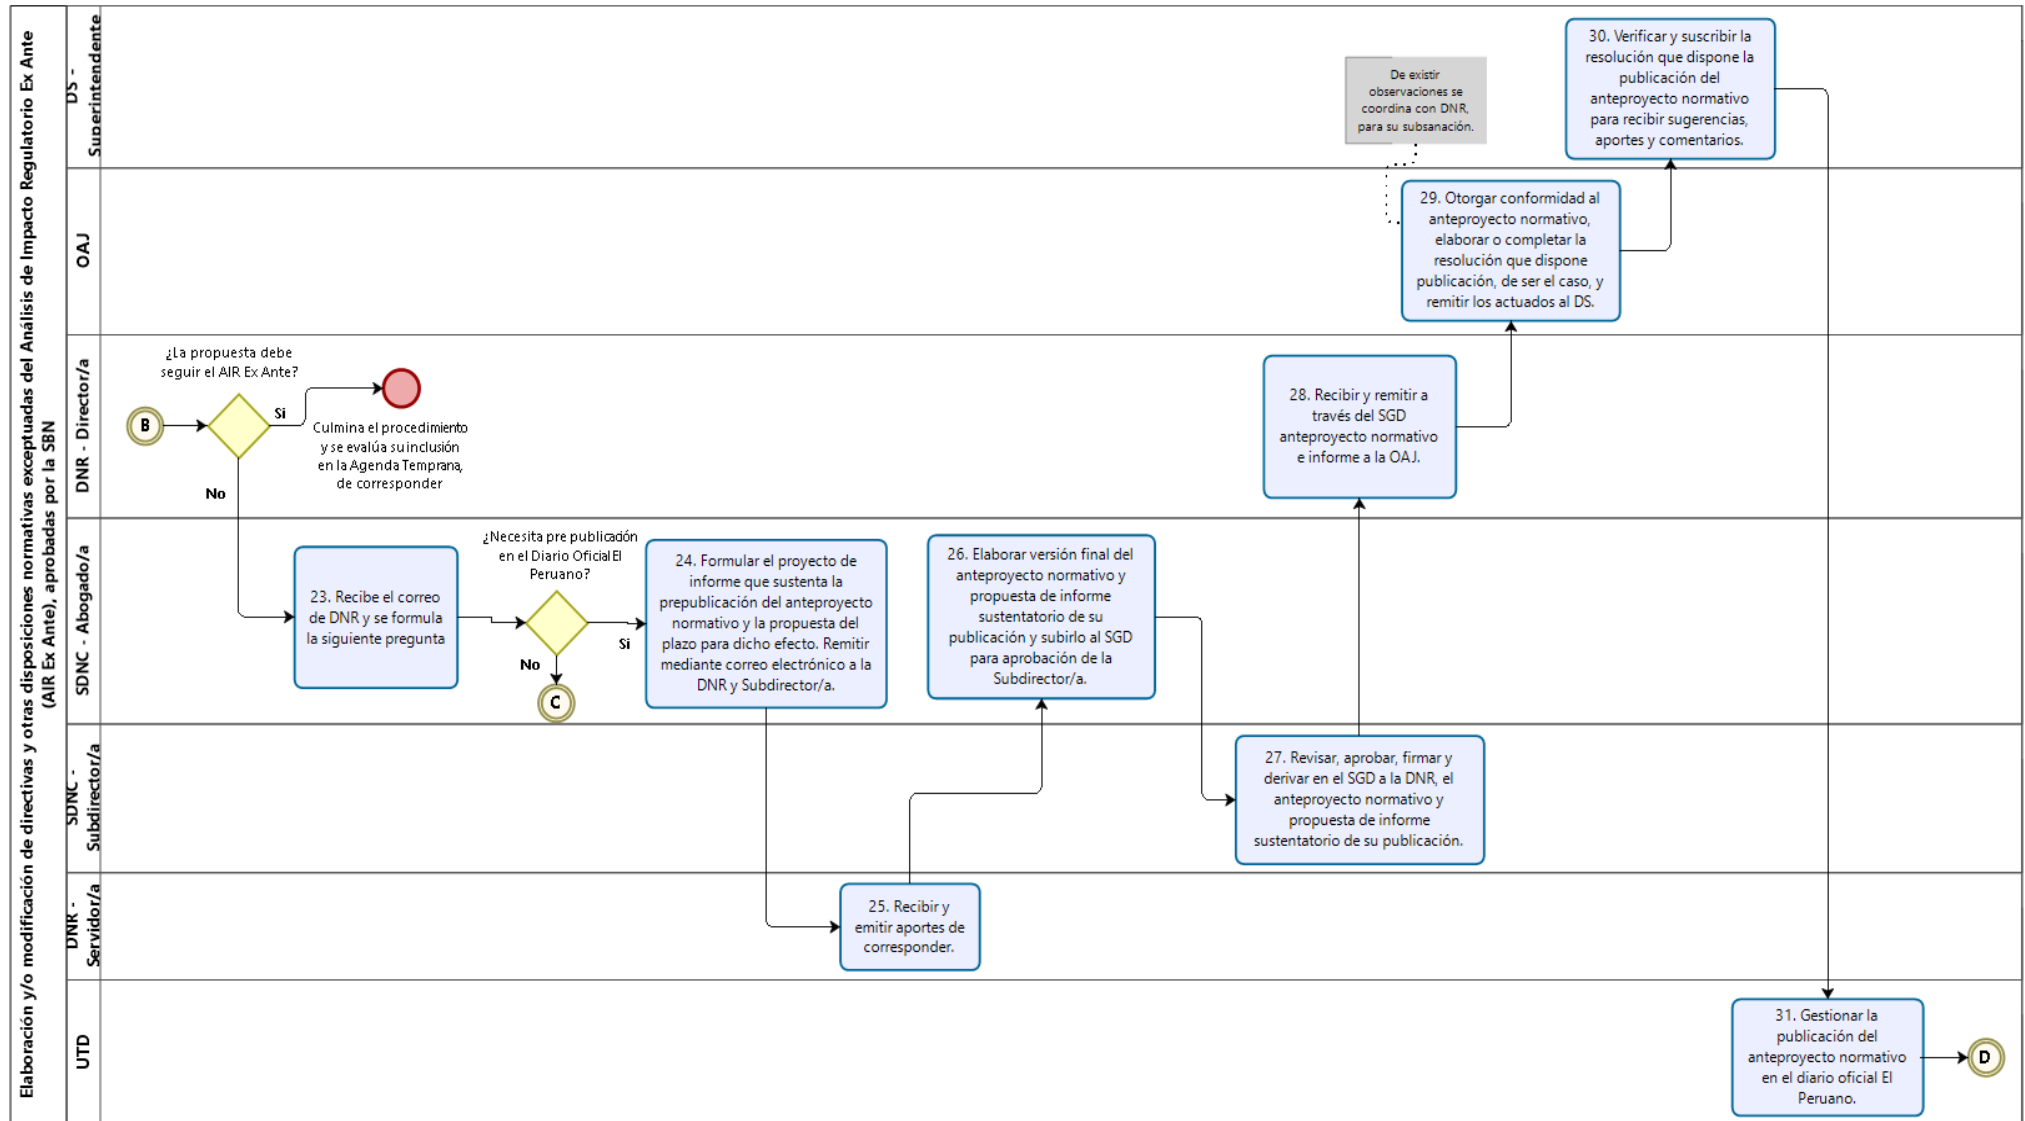 Elaboración y/o modificación de directivas y otras disposiciones normativas exceptuadas del Análisis de Impacto Regulatorio Ex Ante
(AIR Ex Ante), aprobadas por la SBN
DS -
Superintendente
De existir
observaciones se
coordina con DNR,
para su subsanación.
30. Verificar y suscribir la
resolución que dispone la
publicación del
anteproyecto normativo
para recibir sugerencias,
aportes y comentarios.
OAJ
29. Otorgar conformidad al
anteproyecto normativo,
elaborar o completar la
resolución que dispone
publicación, de ser el caso, y
remitir los actuados al DS.
DNR - Director/a
¿La propuesta debe
seguir el AIR Ex Ante?
B
Si
No
Culmina el procedimiento
y se evalúa su inclusión
en la Agenda Temprana,
de corresponder
28. Recibir y remitir a
través del SGD
anteproyecto normativo
e informe a la OAJ.
SDNC - Abogado/a
23. Recibe el correo
de DNR y se formula
la siguiente pregunta
¿Necesita pre publicación
en el Diario Oficial El
Peruano?
Si
No
C
24. Formular el proyecto de
informe que sustenta la
prepublicación del anteproyecto
normativo y la propuesta del
plazo para dicho efecto. Remitir
mediante correo electrónico a la
DNR y Subdirector/a.
26. Elaborar versión final del
anteproyecto normativo y
propuesta de informe
sustentatorio de su
publicación y subirlo al SGD
para aprobación de la
Subdirector/a.
SDNC -
Subdirector/a
27. Revisar, aprobar, firmar y
derivar en el SGD a la DNR, el
anteproyecto normativo y
propuesta de informe
sustentatorio de su publicación.
DNR -
Servidor/a
25. Recibir y
emitir aportes de
corresponder.
UTD
31. Gestionar la
publicación del
anteproyecto normativo
en el diario oficial El
Peruano.
D